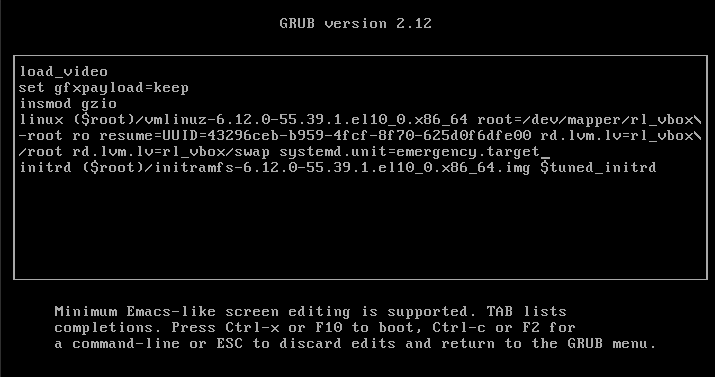 GRUB version 2.12
load_video
set gfxpayload=keep
insmod gzio
linux ($root)/vmlinuz-6.12.0-55.39.1.el10_0.x86_64 root=/dev/mapper/rl_vbox\
-root ro resume=UUID=43296ceb-b959-4fcf-8f70-625d0f6dfe00 rd.lvm.lv=rl_vbox\
/root rd.lvm.lv=rl_vbox/swap systemd.unit=emergency.target_
initrd ($root)/initramfs-6.12.0-55.39.1.el10_0.x86_64.img $tuned_initrd
Minimum Emacs-like screen editing is supported. TAB lists
completions. Press Ctrl-x or F10 to boot, Ctrl-c or F2 for
a command-line or ESC to discard edits and return to the GRUB menu.